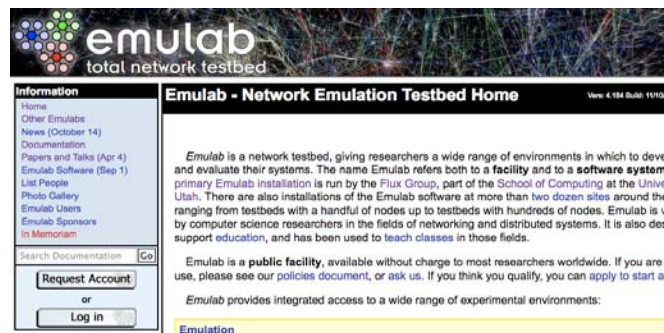 emulab
total network testbed
Information
Home
Other Emulabs
News (October 14)
Documentation
Papers and Talks (Apr 4)
Emulab Software (Sep 1)
List People
Photo Gallery
Emulab Users
Emulab Sponsors
In Memoriam
Search Documentation Go
Request Account
or
Log in
Emulab - Network Emulation Testbed Home
Vers: 4.184 Build:
Emulab is a network testbed, giving researchers a wide range of environments in which to deve
and evaluate their systems. The name Emulab refers both to a facility and to a software system
primary Emulab installation is run by the Flux Group, part of the School of Computing at the Unive
Utah. There are also installations of the Emulab software at more than two dozen sites around the
ranging from testbeds with a handful of nodes up to testbeds with hundreds of nodes. Emulab is v
by computer science researchers in the fields of networking and distributed systems. It is also des
support education, and has been used to teach classes in those fields.
Emulab is a public facility, available without charge to most researchers worldwide. If you are
use, please see our policies document, or ask us. If you think you qualify, you can apply to start a
Emulab provides integrated access to a wide range of experimental environments:
Emulation